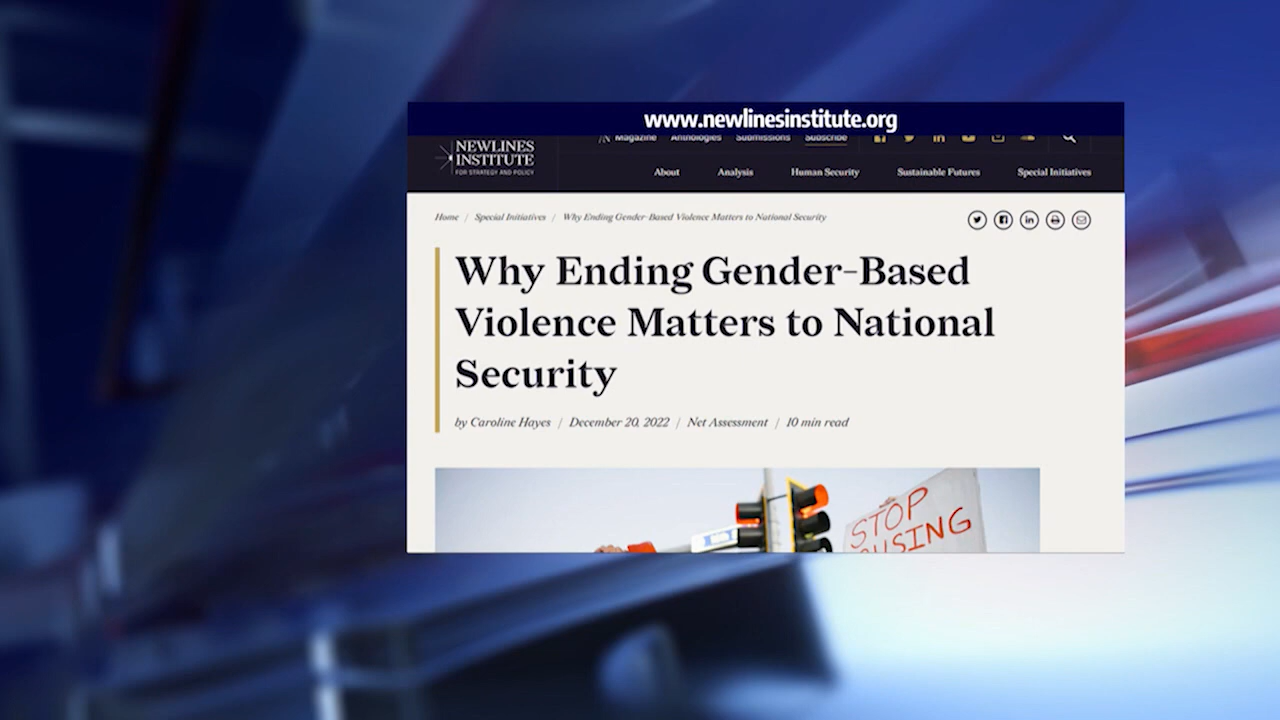 www.newlinesinstitute.org
Magazine Anthologies Submissions Subscribe
NEWLINES
INSTITUTE
FOR STRATEGY AND POLICY
About Analysis Human Security Sustainable Futures Special Initiatives
Home / Special Initiatives / Why Ending Gender-Based Violence Matters to National Security
Why Ending Gender-Based
Violence Matters to National
Security
by Caroline Hayes / December 20, 2022 / Net Assessment / 10 min read
STOP